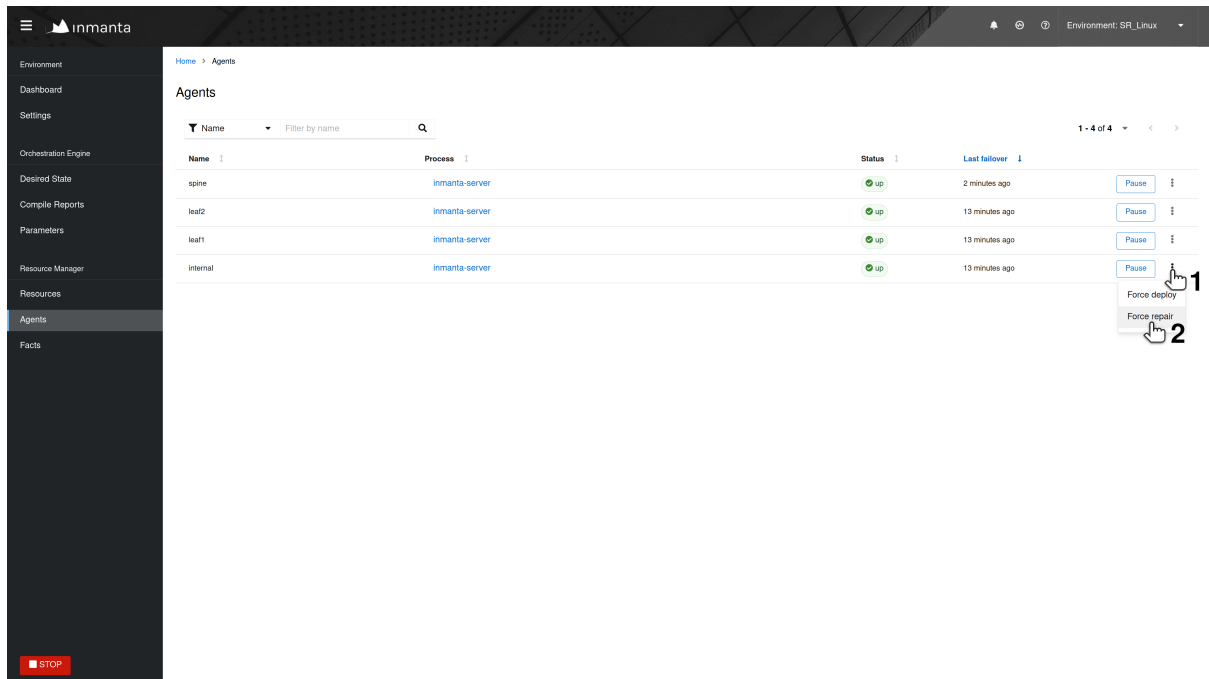 inmanta
Environment: SR_Linux
Environment
Dashboard
Settings
Orchestration Engine
Desired State
Compile Reports
Parameters
Resource Manager
Resources
Agents
Facts
STOP
Home > Agents
Agents
Name Filter by name 1 - 4 of 4
Name Process Status Last failover
spine inmanta-server up 2 minutes ago Pause
leaf2 inmanta-server up 13 minutes ago Pause
leaf1 inmanta-server up 13 minutes ago Pause
internal inmanta-server up 13 minutes ago Pause
1
Force deploy
Force repair
2